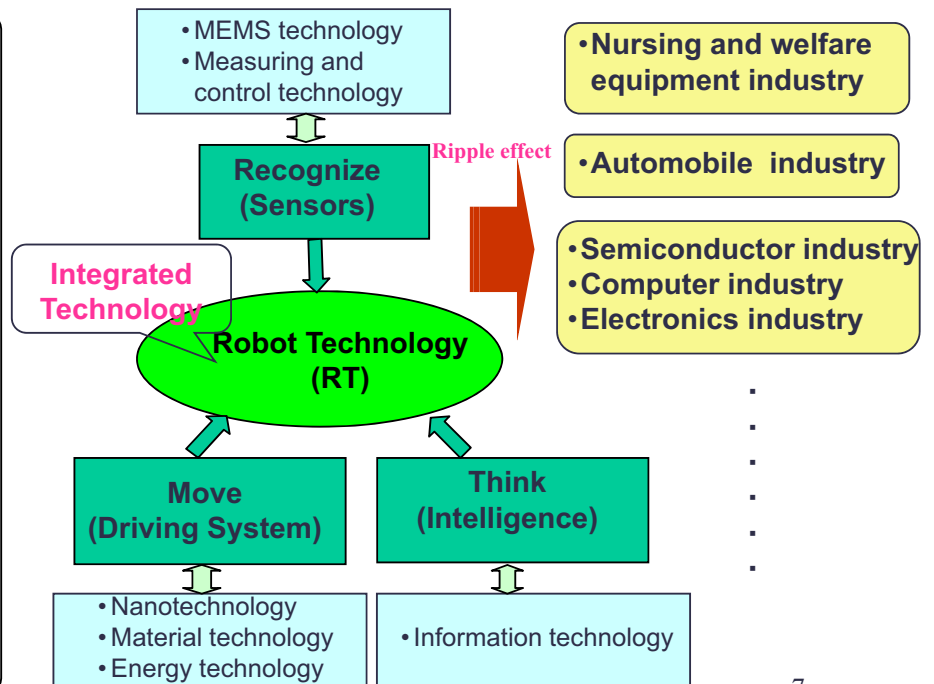 • MEMS technology
• Measuring and
control technology
Recognize
(Sensors)
Ripple effect
• Nursing and welfare
equipment industry
• Automobile industry
• Semiconductor industry
• Computer industry
• Electronics industry
Integrated
Technology
Robot Technology
(RT)
Move
(Driving System)
Think
(Intelligence)
• Nanotechnology
• Material technology
• Energy technology
• Information technology
7